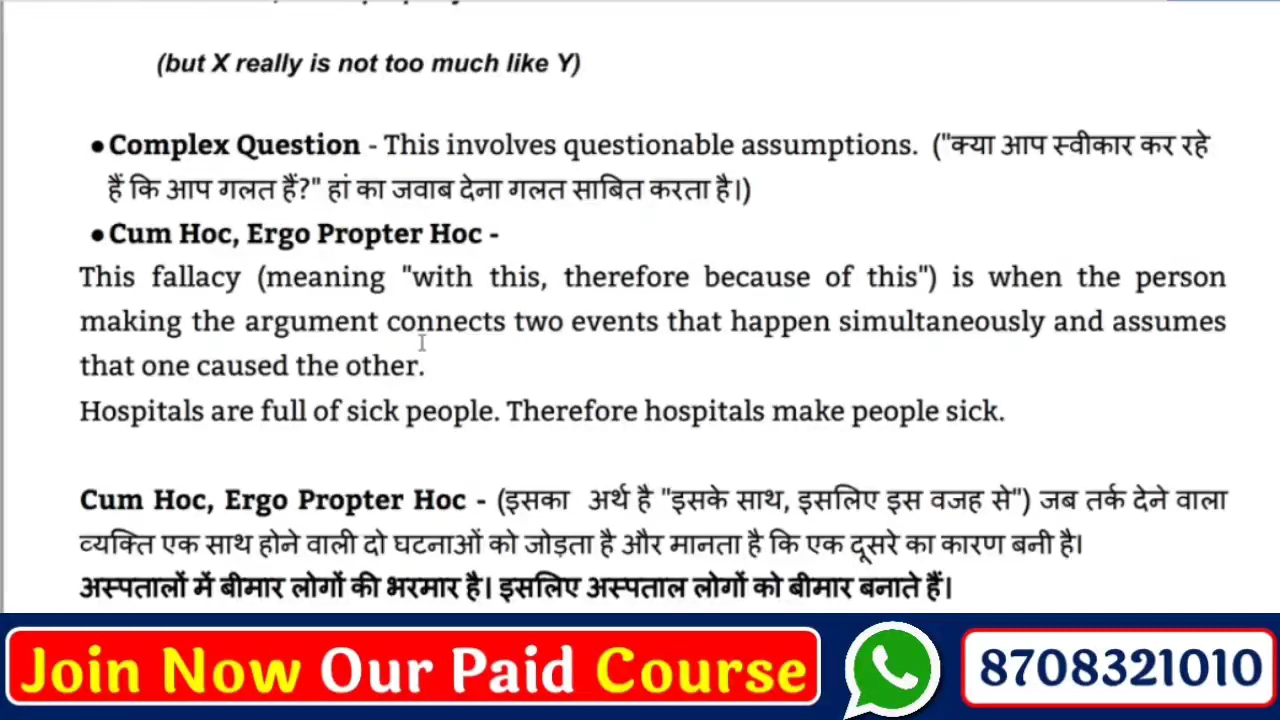 (but X really is not too much like Y)
●Complex Question - This involves questionable assumptions. ("क्या आप स्वीकार कर रहे
हैं कि आप गलत हैं?" हां का जवाब देना गलत साबित करता है।)
●Cum Hoc, Ergo Propter Hoc -
This fallacy (meaning "with this, therefore because of this") is when the person
making the argument connects two events that happen simultaneously and assumes
that one caused the other.
Hospitals are full of sick people. Therefore hospitals make people sick.
Cum Hoc, Ergo Propter Hoc - (इसका अर्थ है "इसके साथ, इसलिए इस वजह से") जब तर्क देने वाला
व्यक्ति एक साथ होने वाली दो घटनाओं को जोड़ता है और मानता है कि एक दूसरे का कारण बनी है।
अस्पतालों में बीमार लोगों की भरमार है। इसलिए अस्पताल लोगों को बीमार बनाते हैं।
Join Now Our Paid Course 8708321010